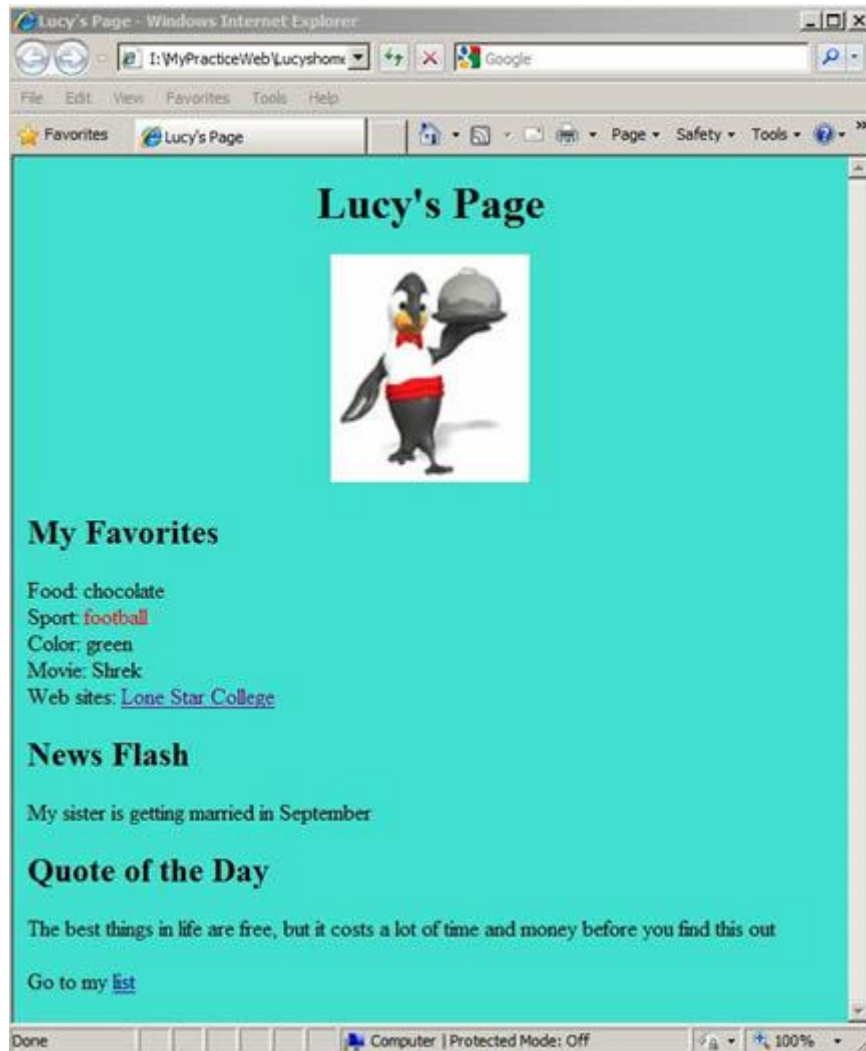 Lucy's Page - Windows Internet Explorer
I:\MyPracticeWeb\Lucyshome Google
File Edit View Favorites Tools Help
Favorites Lucy's Page Page Safety Tools
Lucy's Page
My Favorites
Food: chocolate
Sport: football
Color: green
Movie: Shrek
Web sites: Lone Star College
News Flash
My sister is getting married in September
Quote of the Day
The best things in life are free, but it costs a lot of time and money before you find this out
Go to my list
Done Computer | Protected Mode: Off 100%